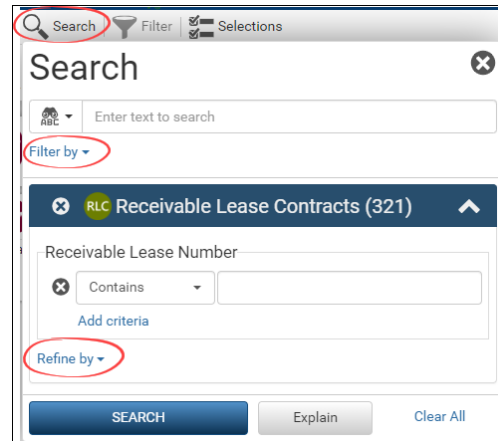 Search Filter Selections
Search
ABC Enter text to search
Filter by
RLC Receivable Lease Contracts (321)
Receivable Lease Number
Contains
Add criteria
Refine by
SEARCH Explain Clear All